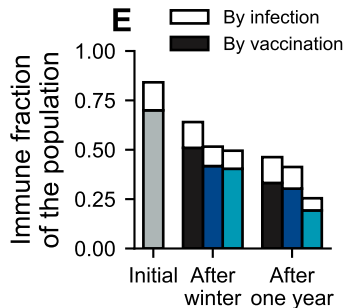 E
By infection
By vaccination
Immune fraction
of the population
1.00
0.75
0.50
0.25
0.00
Initial
After
winter
After
one year